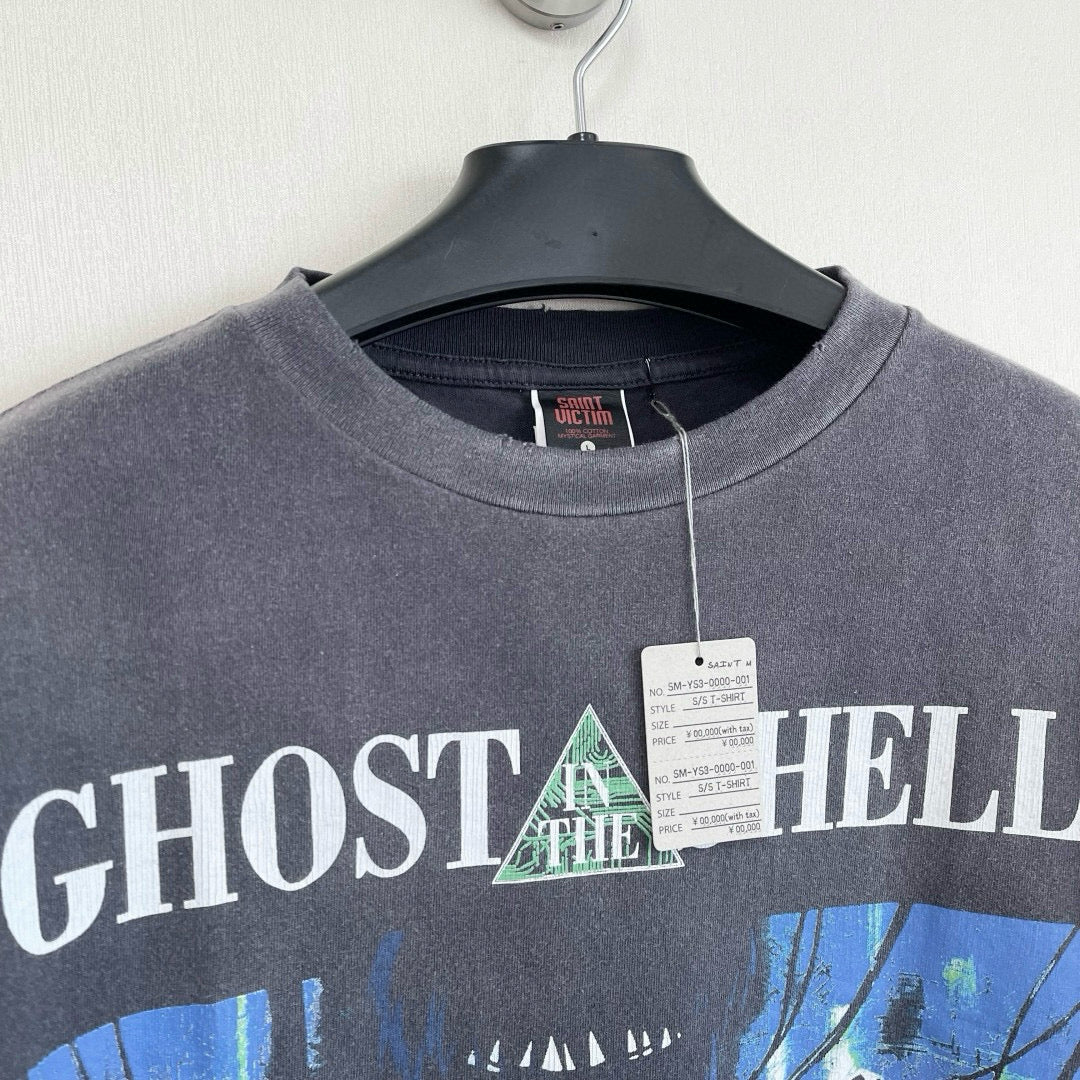 SAINT
VICTIM
100% COTTON
MYSTICAL GARMENT
L
SAINT M
NO. SM-YS3-0000-001
STYLE S/S T-SHIRT
SIZE
PRICE ¥00,000(with tax)
¥00,000
NO. SM-YS3-0000-001
STYLE S/S T-SHIRT
SIZE
PRICE ¥00,000(with tax)
¥00,000
GHOST IN THE HELL